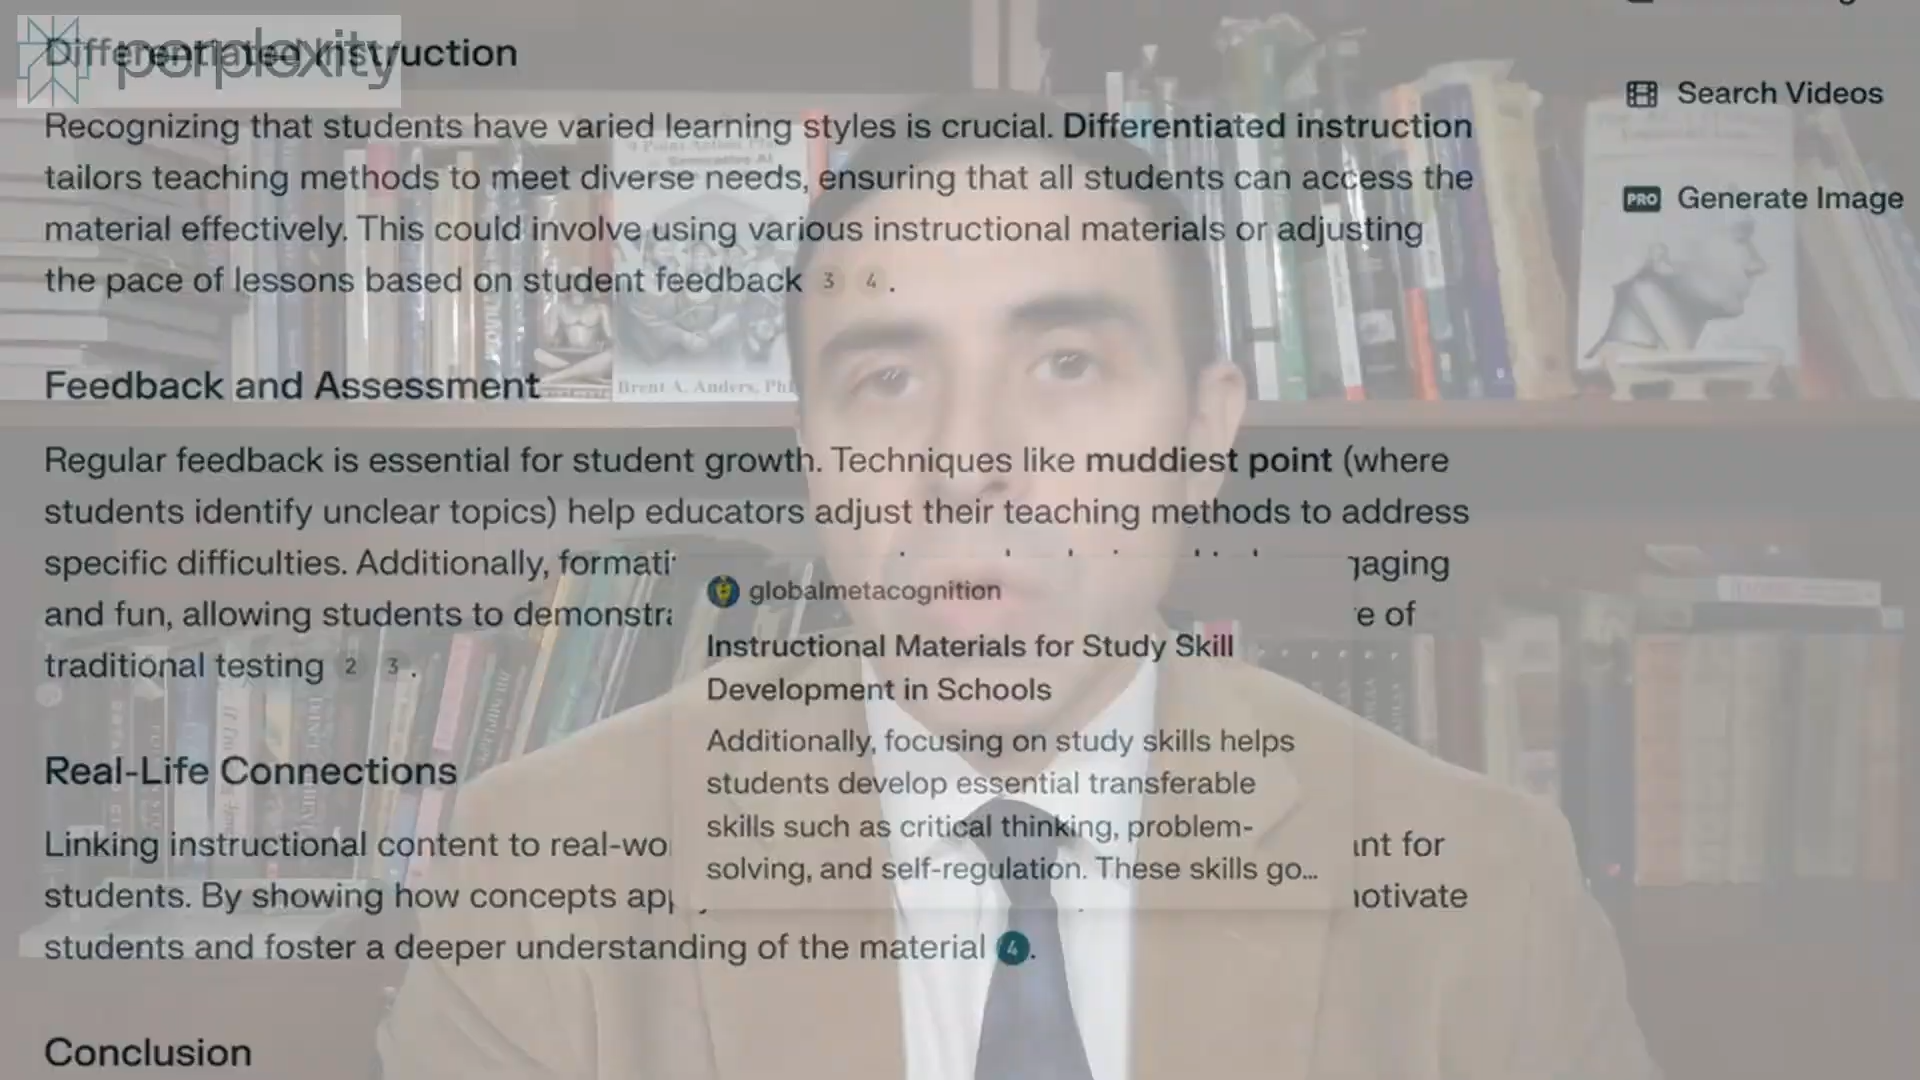 perplexity
Differentiated Instruction
Recognizing that students have varied learning styles is crucial. Differentiated instruction
tailors teaching methods to meet diverse needs, ensuring that all students can access the
material effectively. This could involve using various instructional materials or adjusting
the pace of lessons based on student feedback 3 4 .
Feedback and Assessment
Regular feedback is essential for student growth. Techniques like muddiest point (where
students identify unclear topics) help educators adjust their teaching methods to address
specific difficulties. Additionally,
and fun, allowing students to
e of
traditional testing 2 3 .
Real-Life Connections
Linking instructional content to
for
students. By showing how concepts
students and foster a deeper understanding of the material 4 .
Conclusion
globalmetacognition
Instructional Materials for Study Skill
Development in Schools
Additionally, focusing on study skills helps
students develop essential transferable
skills such as critical thinking, problem-
solving, and self-regulation. These skills go...
Search Videos
PRO Generate Image
Generative AI
Brent A. Anders, PhD